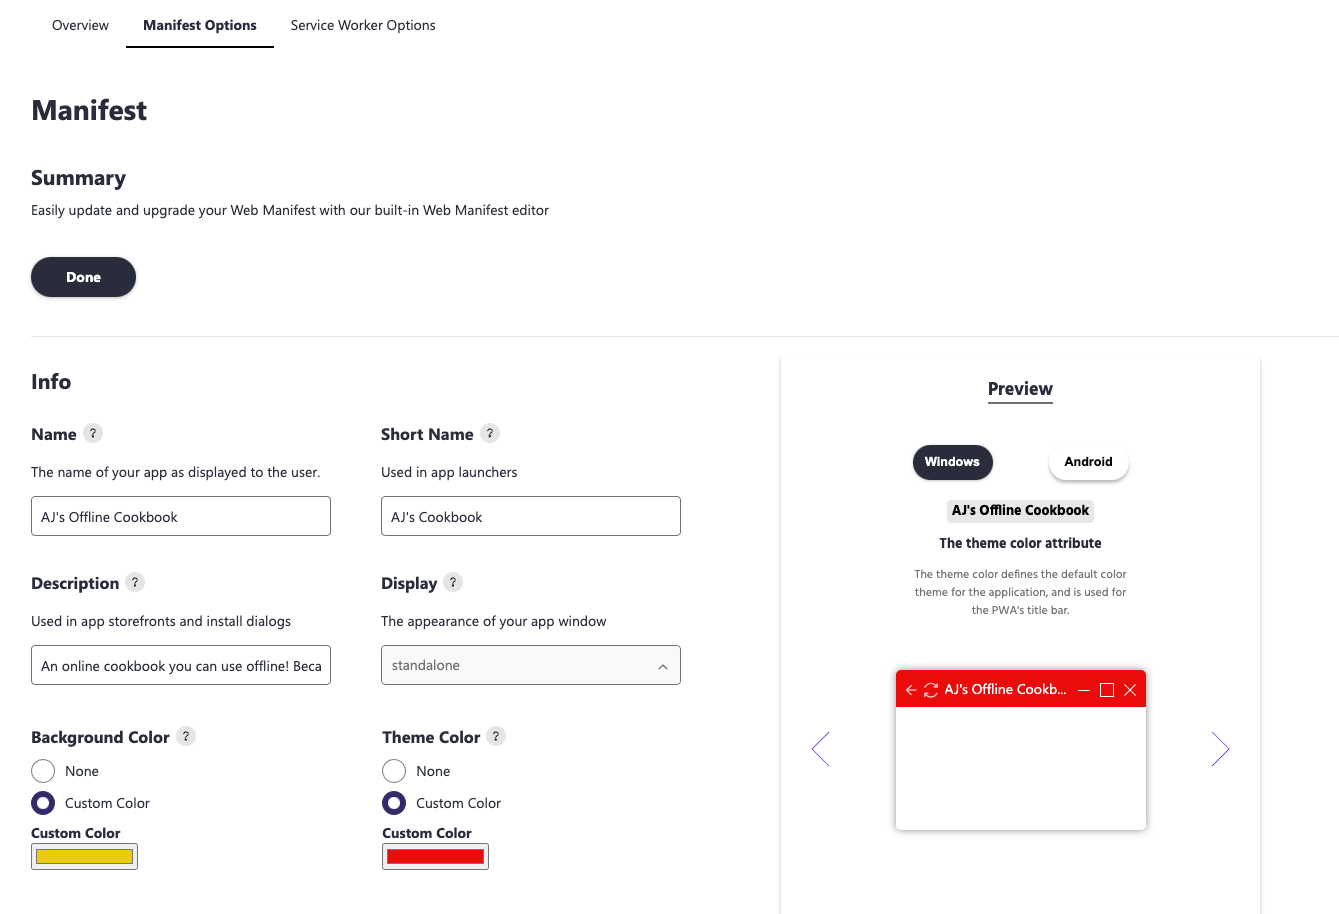 Overview
Manifest Options
Service Worker Options
Manifest
Summary
Easily update and upgrade your Web Manifest with our built-in Web Manifest editor
Done
Info
Name ?
Short Name ?
The name of your app as displayed to the user.
Used in app launchers
AJ's Offline Cookbook
AJ's Cookbook
Description ?
Display ?
Used in app storefronts and install dialogs
The appearance of your app window
An online cookbook you can use offline! Beca
standalone
Background Color ?
Theme Color ?
None
None
Custom Color
Custom Color
Custom Color
Custom Color
Preview
Windows
Android
AJ's Offline Cookbook
The theme color attribute
The theme color defines the default color
theme for the application, and is used for
the PWA's title bar.
AJ's Offline Cookb...